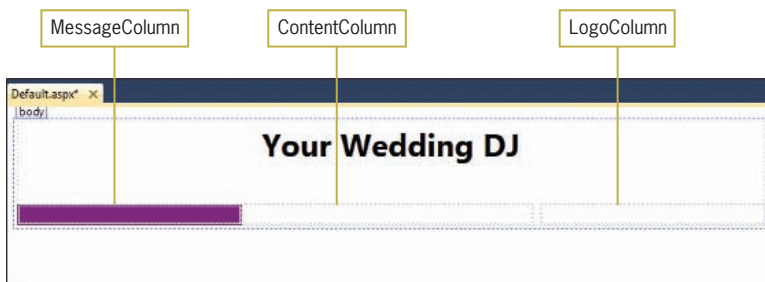 MessageColumn ContentColumn LogoColumn
Default.aspx* ×
body
Your Wedding DJ